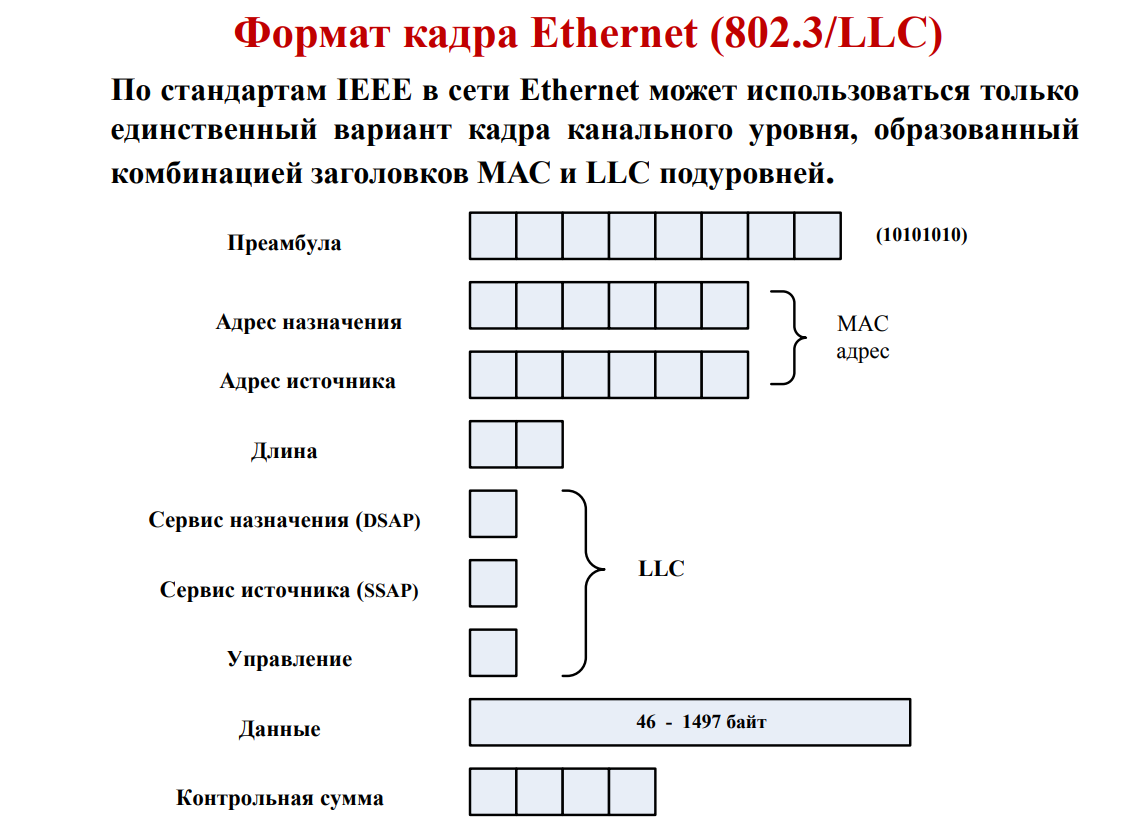 Формат кадра Ethernet (802.3/LLC)
По стандартам IEEE в сети Ethernet может использоваться только
единственный вариант кадра канального уровня, образованный
комбинацией заголовков MAC и LLC подуровней.
Преамбула
(10101010)
Адрес назначения
MAC
адрес
Адрес источника
Длина
Сервис назначения (DSAP)
LLC
Сервис источника (SSAP)
Управление
Данные
46 - 1497 байт
Контрольная сумма